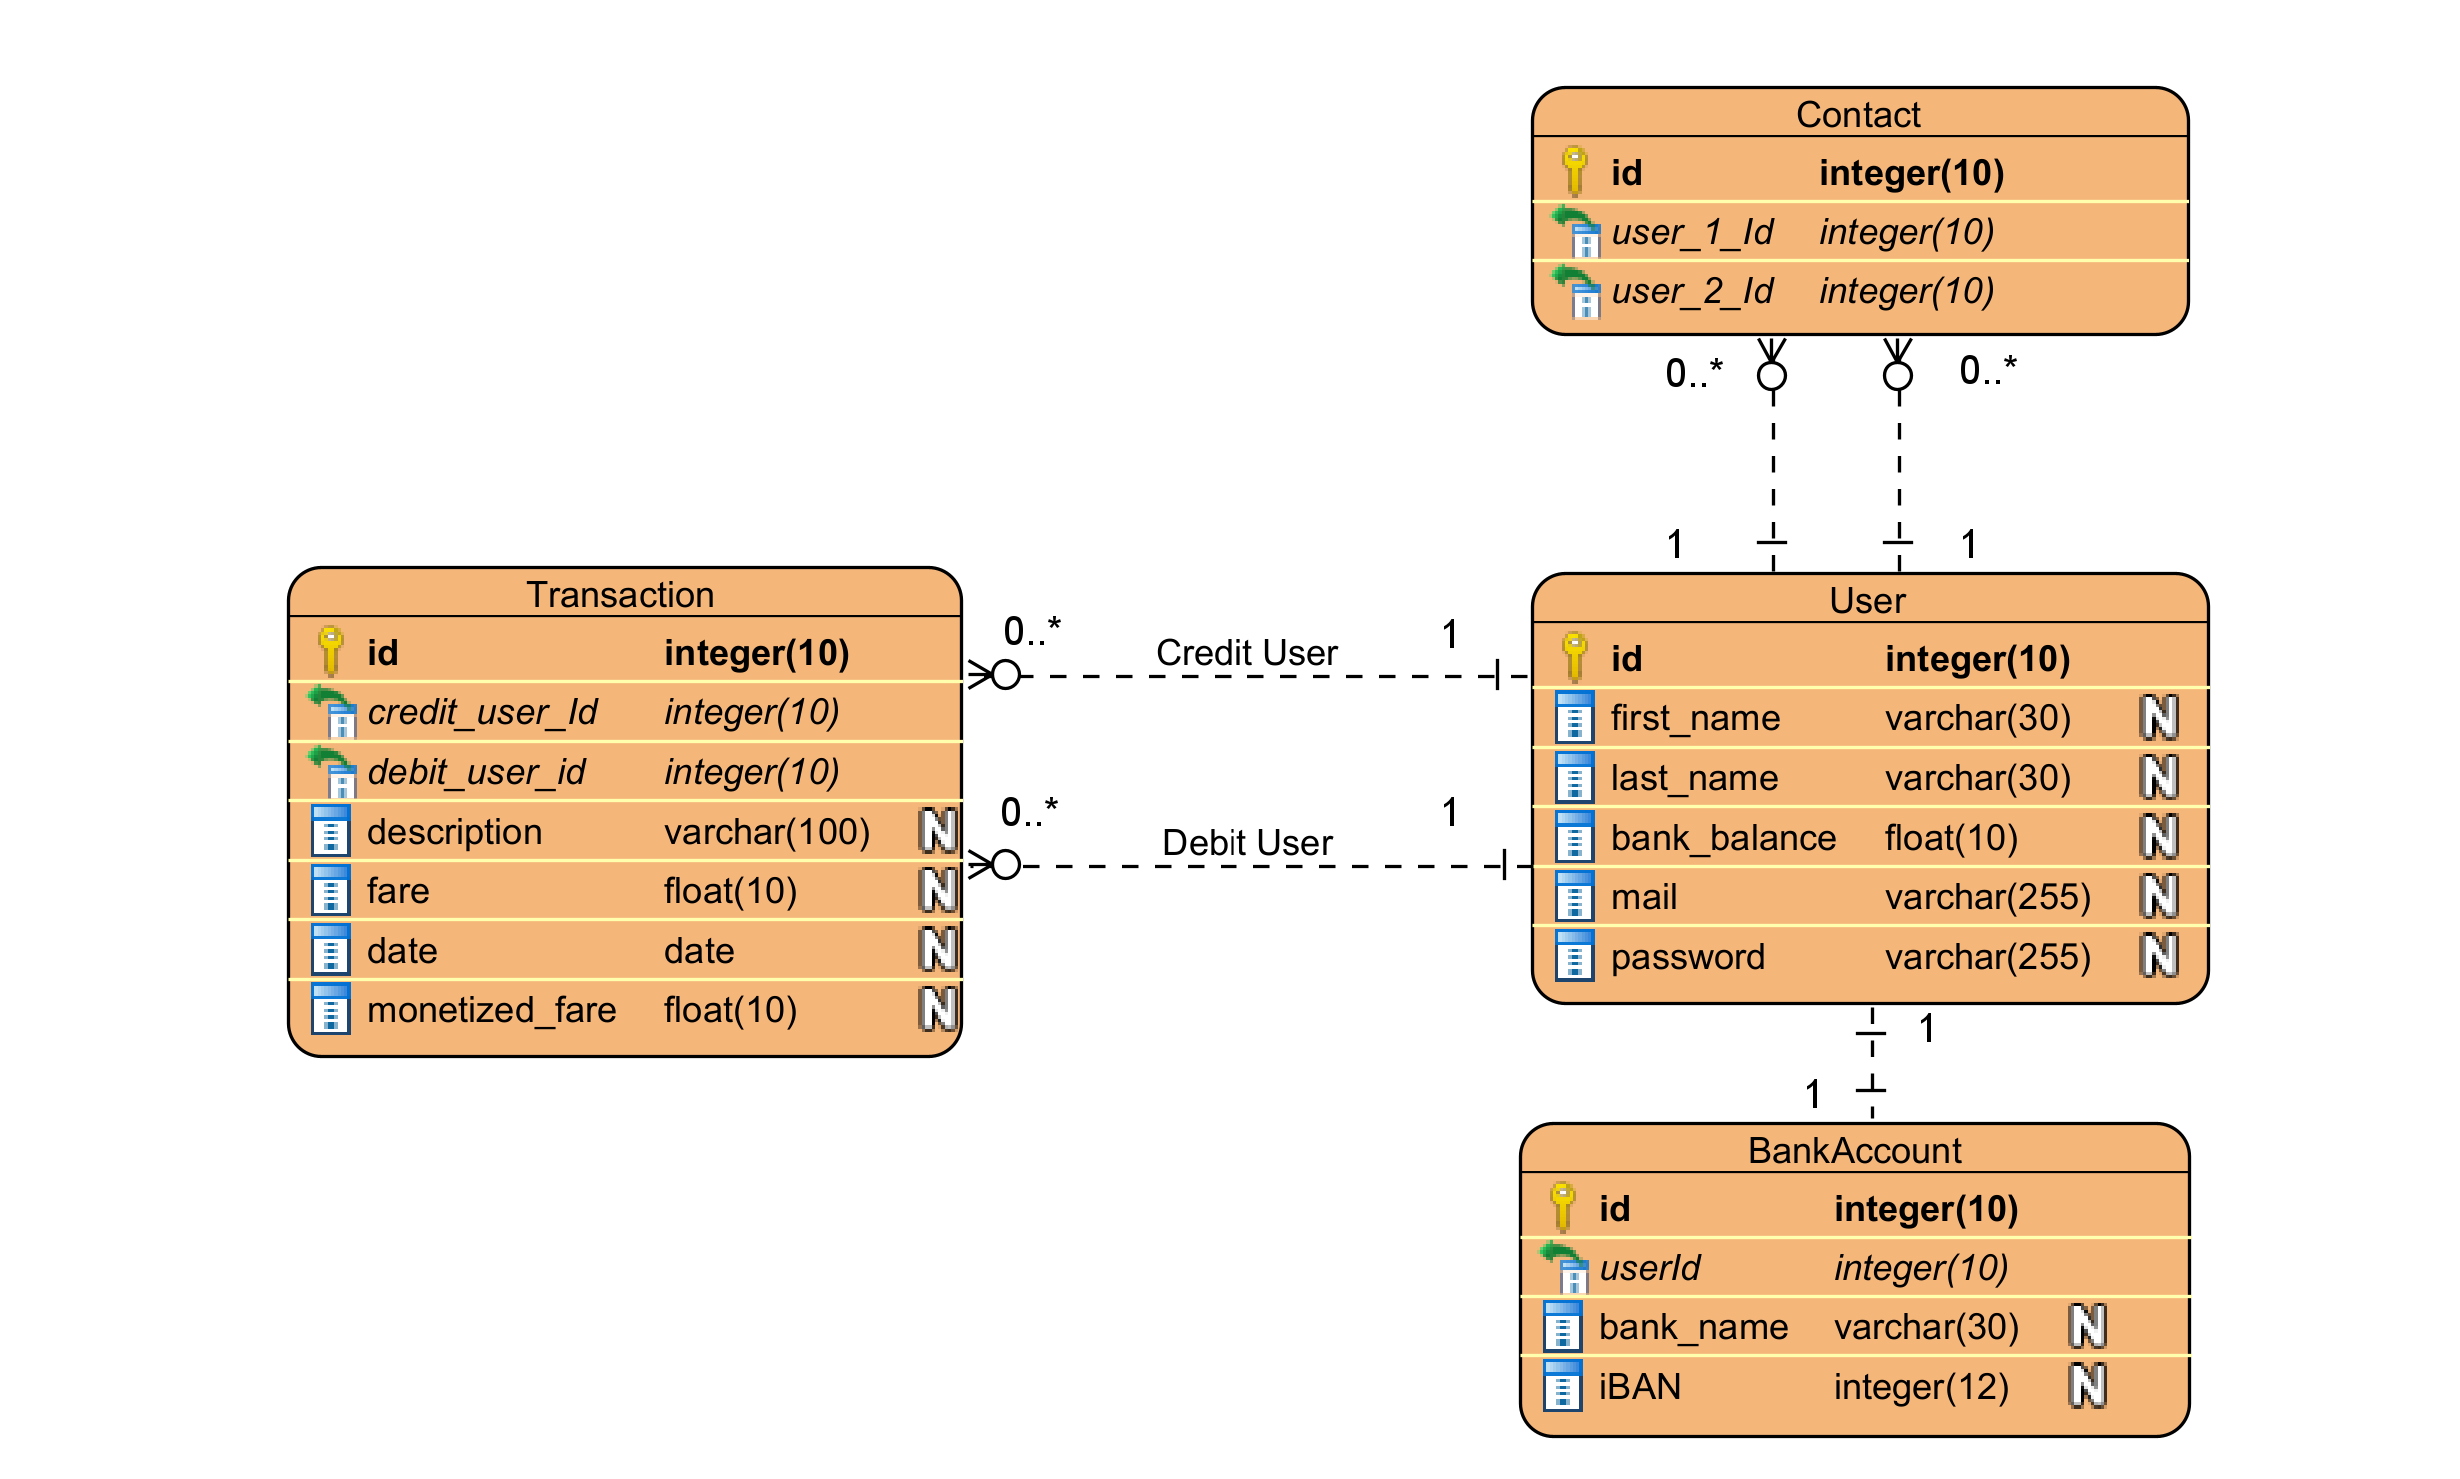 Contact
id integer(10)
user_1_Id integer(10)
user_2_Id integer(10)
0..* 0..*
1 1
Transaction
id integer(10)
credit_user_Id integer(10)
debit_user_id integer(10)
description varchar(100) N
fare float(10) N
date date N
monetized_fare float(10) N
0..* Credit User 1
0..* Debit User 1
User
id integer(10)
first_name varchar(30) N
last_name varchar(30) N
bank_balance float(10) N
mail varchar(255) N
password varchar(255) N
1
1
BankAccount
id integer(10)
userId integer(10)
bank_name varchar(30) N
iBAN integer(12) N